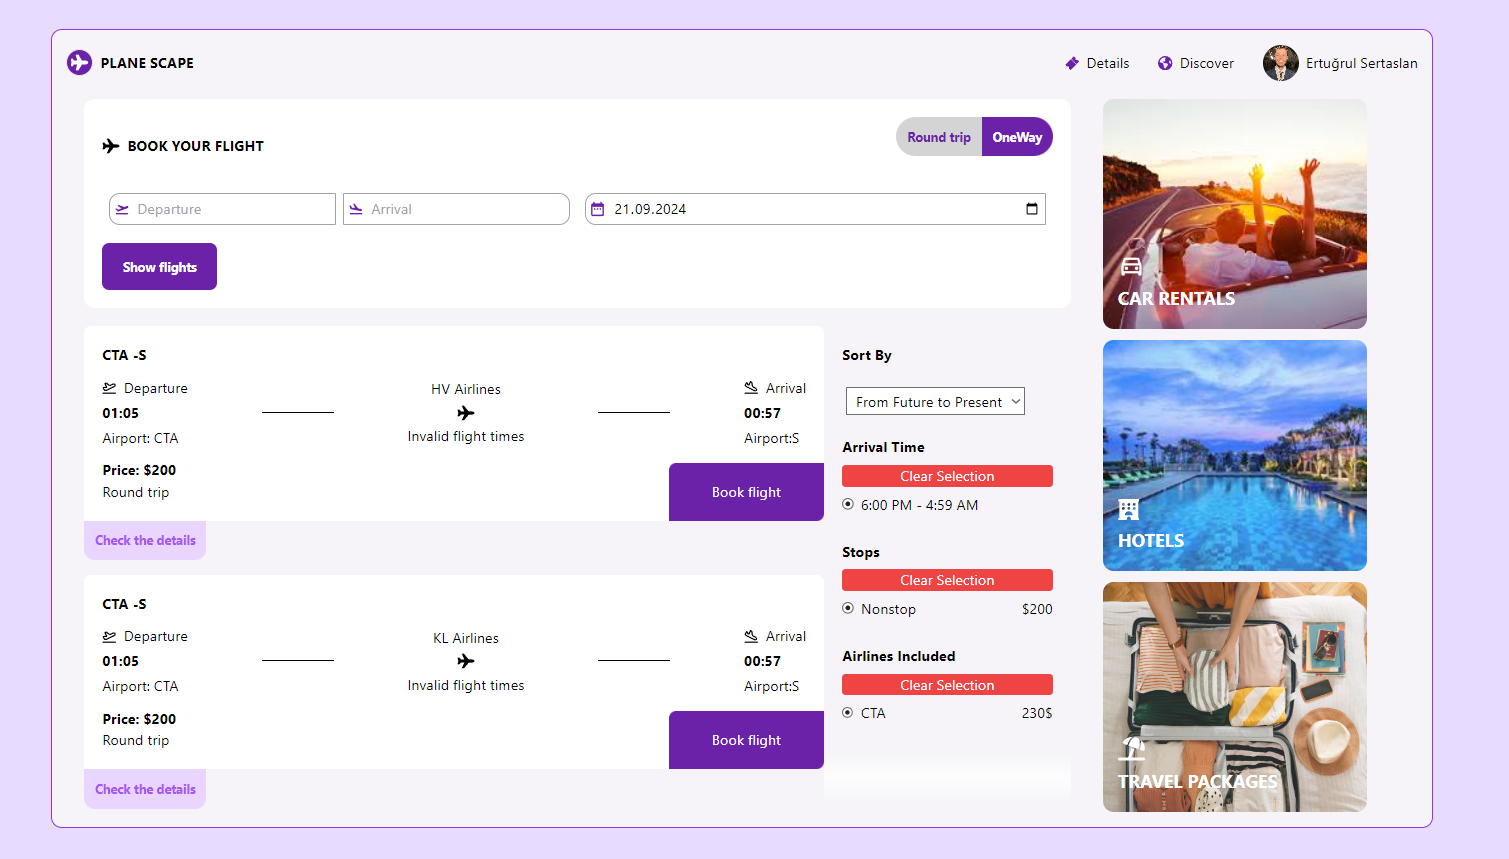 PLANE SCAPE
Details
Discover
Ertuğrul Sertaslan
BOOK YOUR FLIGHT
Round trip
OneWay
Departure
Arrival
21.09.2024
Show flights
CTA -S
Departure
HV Airlines
Arrival
01:05
00:57
Airport: CTA
Invalid flight times
Airport:S
Price: $200
Round trip
Book flight
Check the details
CTA -S
Departure
KL Airlines
Arrival
01:05
00:57
Airport: CTA
Invalid flight times
Airport:S
Price: $200
Round trip
Book flight
Check the details
Sort By
From Future to Present
Arrival Time
Clear Selection
6:00 PM - 4:59 AM
Stops
Clear Selection
Nonstop $200
Airlines Included
Clear Selection
CTA 230$
CAR RENTALS
HOTELS
TRAVEL PACKAGES